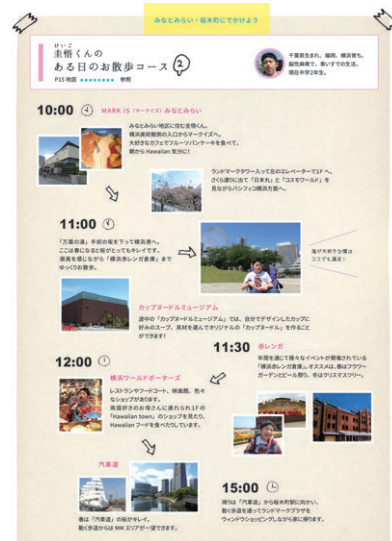 みなとみらい・桜木町にでかけよう
けいご
圭悟くんの
ある日のお散歩コース②
P15 地図 ●●●●●●●● 参照
千葉県生まれ、福岡、横浜育ち。
脳性麻痺で、車いすでの生活。
現在中学2年生。
10:00
MARK IS(マークイズ)みなとみらい
みなとみらい地区に住む圭悟くん。
横浜美術館側の入口からマークイズへ。
大好きなカフェでフルーツパンケーキを食べて、
朝から Hawaiian 気分に!
ランドマークタワー入って左のエレベーターで1Fへ。
さくら通りに出て「日本丸」と「コスモワールド」を
見ながらパシフィコ横浜方面へ。
11:00
「万葉の湯」手前の坂を下って横浜港へ。
ここは春になると桜がとってもキレイです。
潮風を感じながら「横浜赤レンガ倉庫」まで
ゆっくりお散歩。
海が大好きな僕は
ココでも満足!
カップヌードルミュージアム
途中の「カップヌードルミュージアム」では、自分でデザインしたカップに
好みのスープ、具材を選んでオリジナルの「カップヌードル」を作ること
ができます!
11:30 赤レンガ
年間を通じて様々なイベントが開催されている
「横浜赤レンガ倉庫」。オススメは、春はフラワー
ガーデンとビール祭り、冬はクリスマスツリー。
12:00
横浜ワールドポーターズ
レストランやフードコート、映画館、色々
なショップがあります。
南国好きのお母さんに連れられ1Fの
「Hawaiian town」のショップを見たり、
Hawaiian フードを食べたりしています。
汽車道
春は「汽車道」の桜がキレイ。
動く歩道からは MM エリアが一望できます。
15:00
帰りは「汽車道」から桜木町駅に向かい、
動く歩道を通ってランドマークプラザを
ウィンドウショッピングしながら家に帰ります。